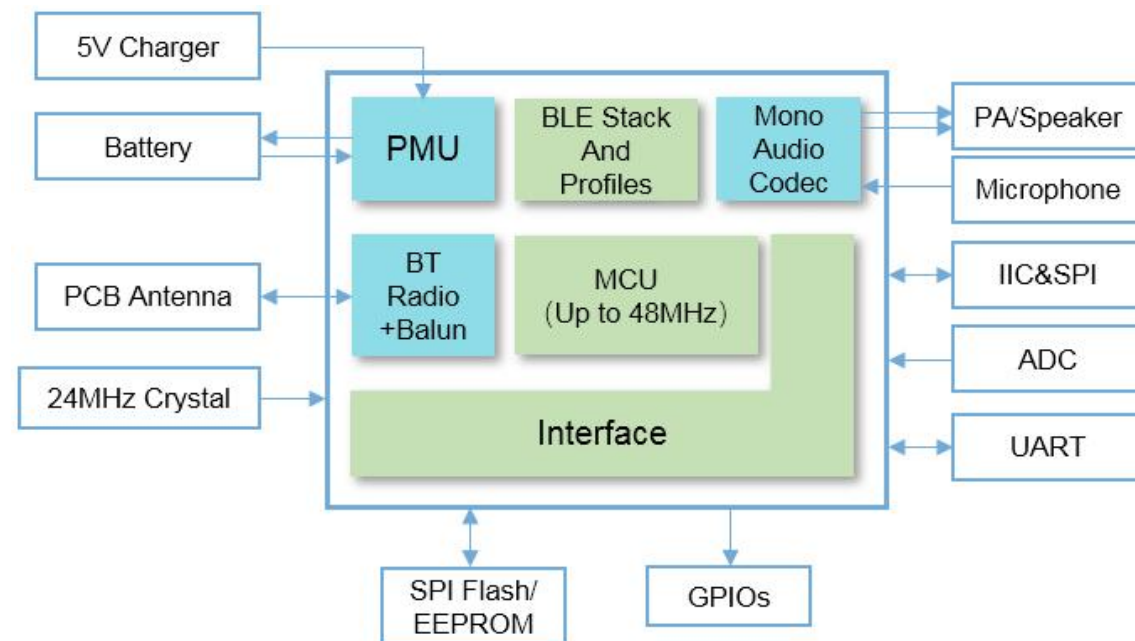 5V Charger
Battery
PCB Antenna
24MHz Crystal
PMU
BLE Stack
And
Profiles
Mono
Audio
Codec
BT
Radio
+Balun
MCU
(Up to 48MHz)
Interface
PA/Speaker
Microphone
IIC&SPI
ADC
UART
SPI Flash/
EEPROM
GPIOs